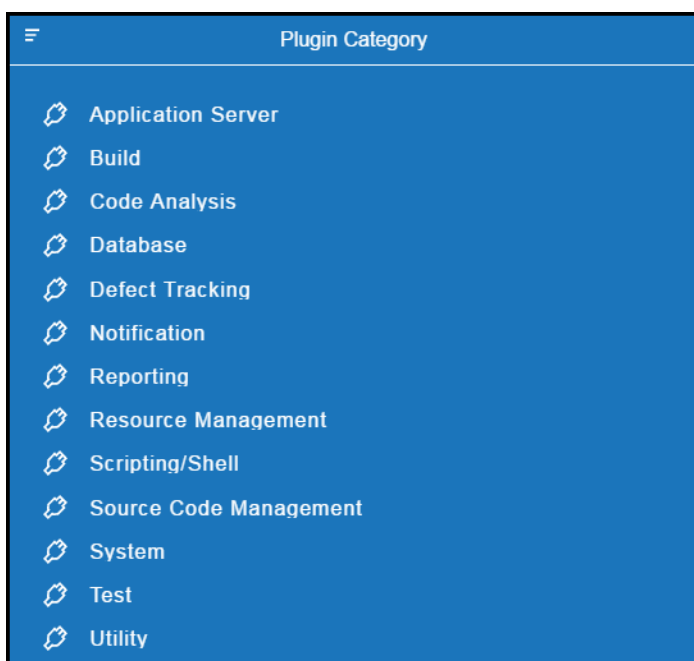 Plugin Category
Application Server
Build
Code Analysis
Database
Defect Tracking
Notification
Reporting
Resource Management
Scripting/Shell
Source Code Management
System
Test
Utility